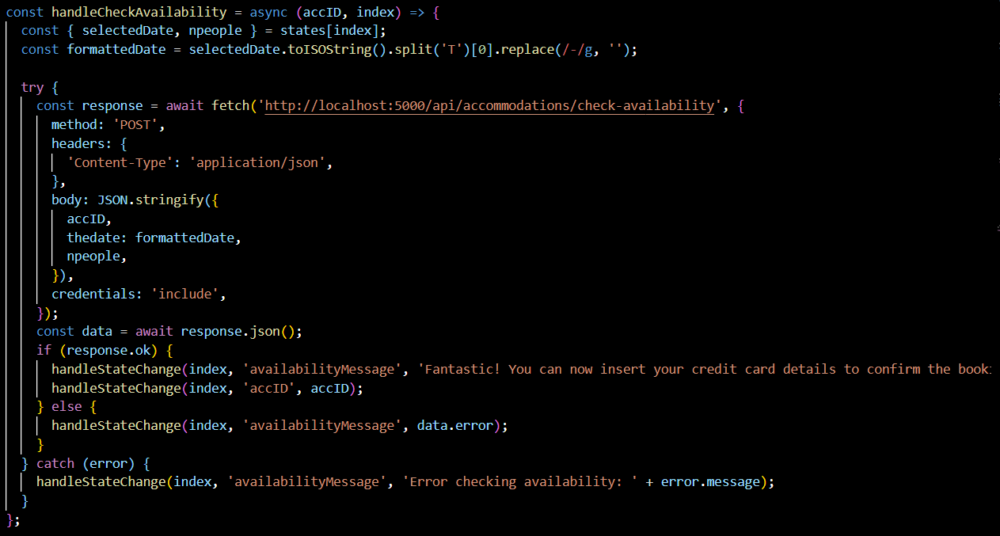 const handleCheckAvailability = async (accID, index) => {
const { selectedDate, npeople } = states[index];
const formattedDate = selectedDate.toISOString().split('T')[0].replace(/-/g, '');
try {
const response = await fetch('http://localhost:5000/api/accommodations/check-availability', {
method: 'POST',
headers: {
'Content-Type': 'application/json',
},
body: JSON.stringify({
accID,
thedate: formattedDate,
npeople,
}),
credentials: 'include',
});
const data = await response.json();
if (response.ok) {
handleStateChange(index, 'availabilityMessage', 'Fantastic! You can now insert your credit card details to confirm the
handleStateChange(index, 'accID', accID);
} else {
handleStateChange(index, 'availabilityMessage', data.error);
}
} catch (error) {
handleStateChange(index, 'availabilityMessage', 'Error checking availability: ' + error.message);
}
};